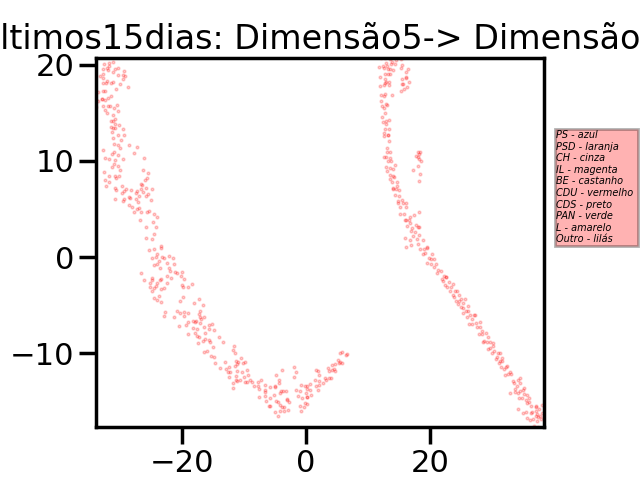 ltimos15dias: Dimensão5-> Dimensão
20
10
0
−10
−20
0
20
PS - azul
PSD - laranja
CH - cinza
IL - magenta
BE - castanho
CDU - vermelho
CDS - preto
PAN - verde
L - amarelo
Outro - lilás